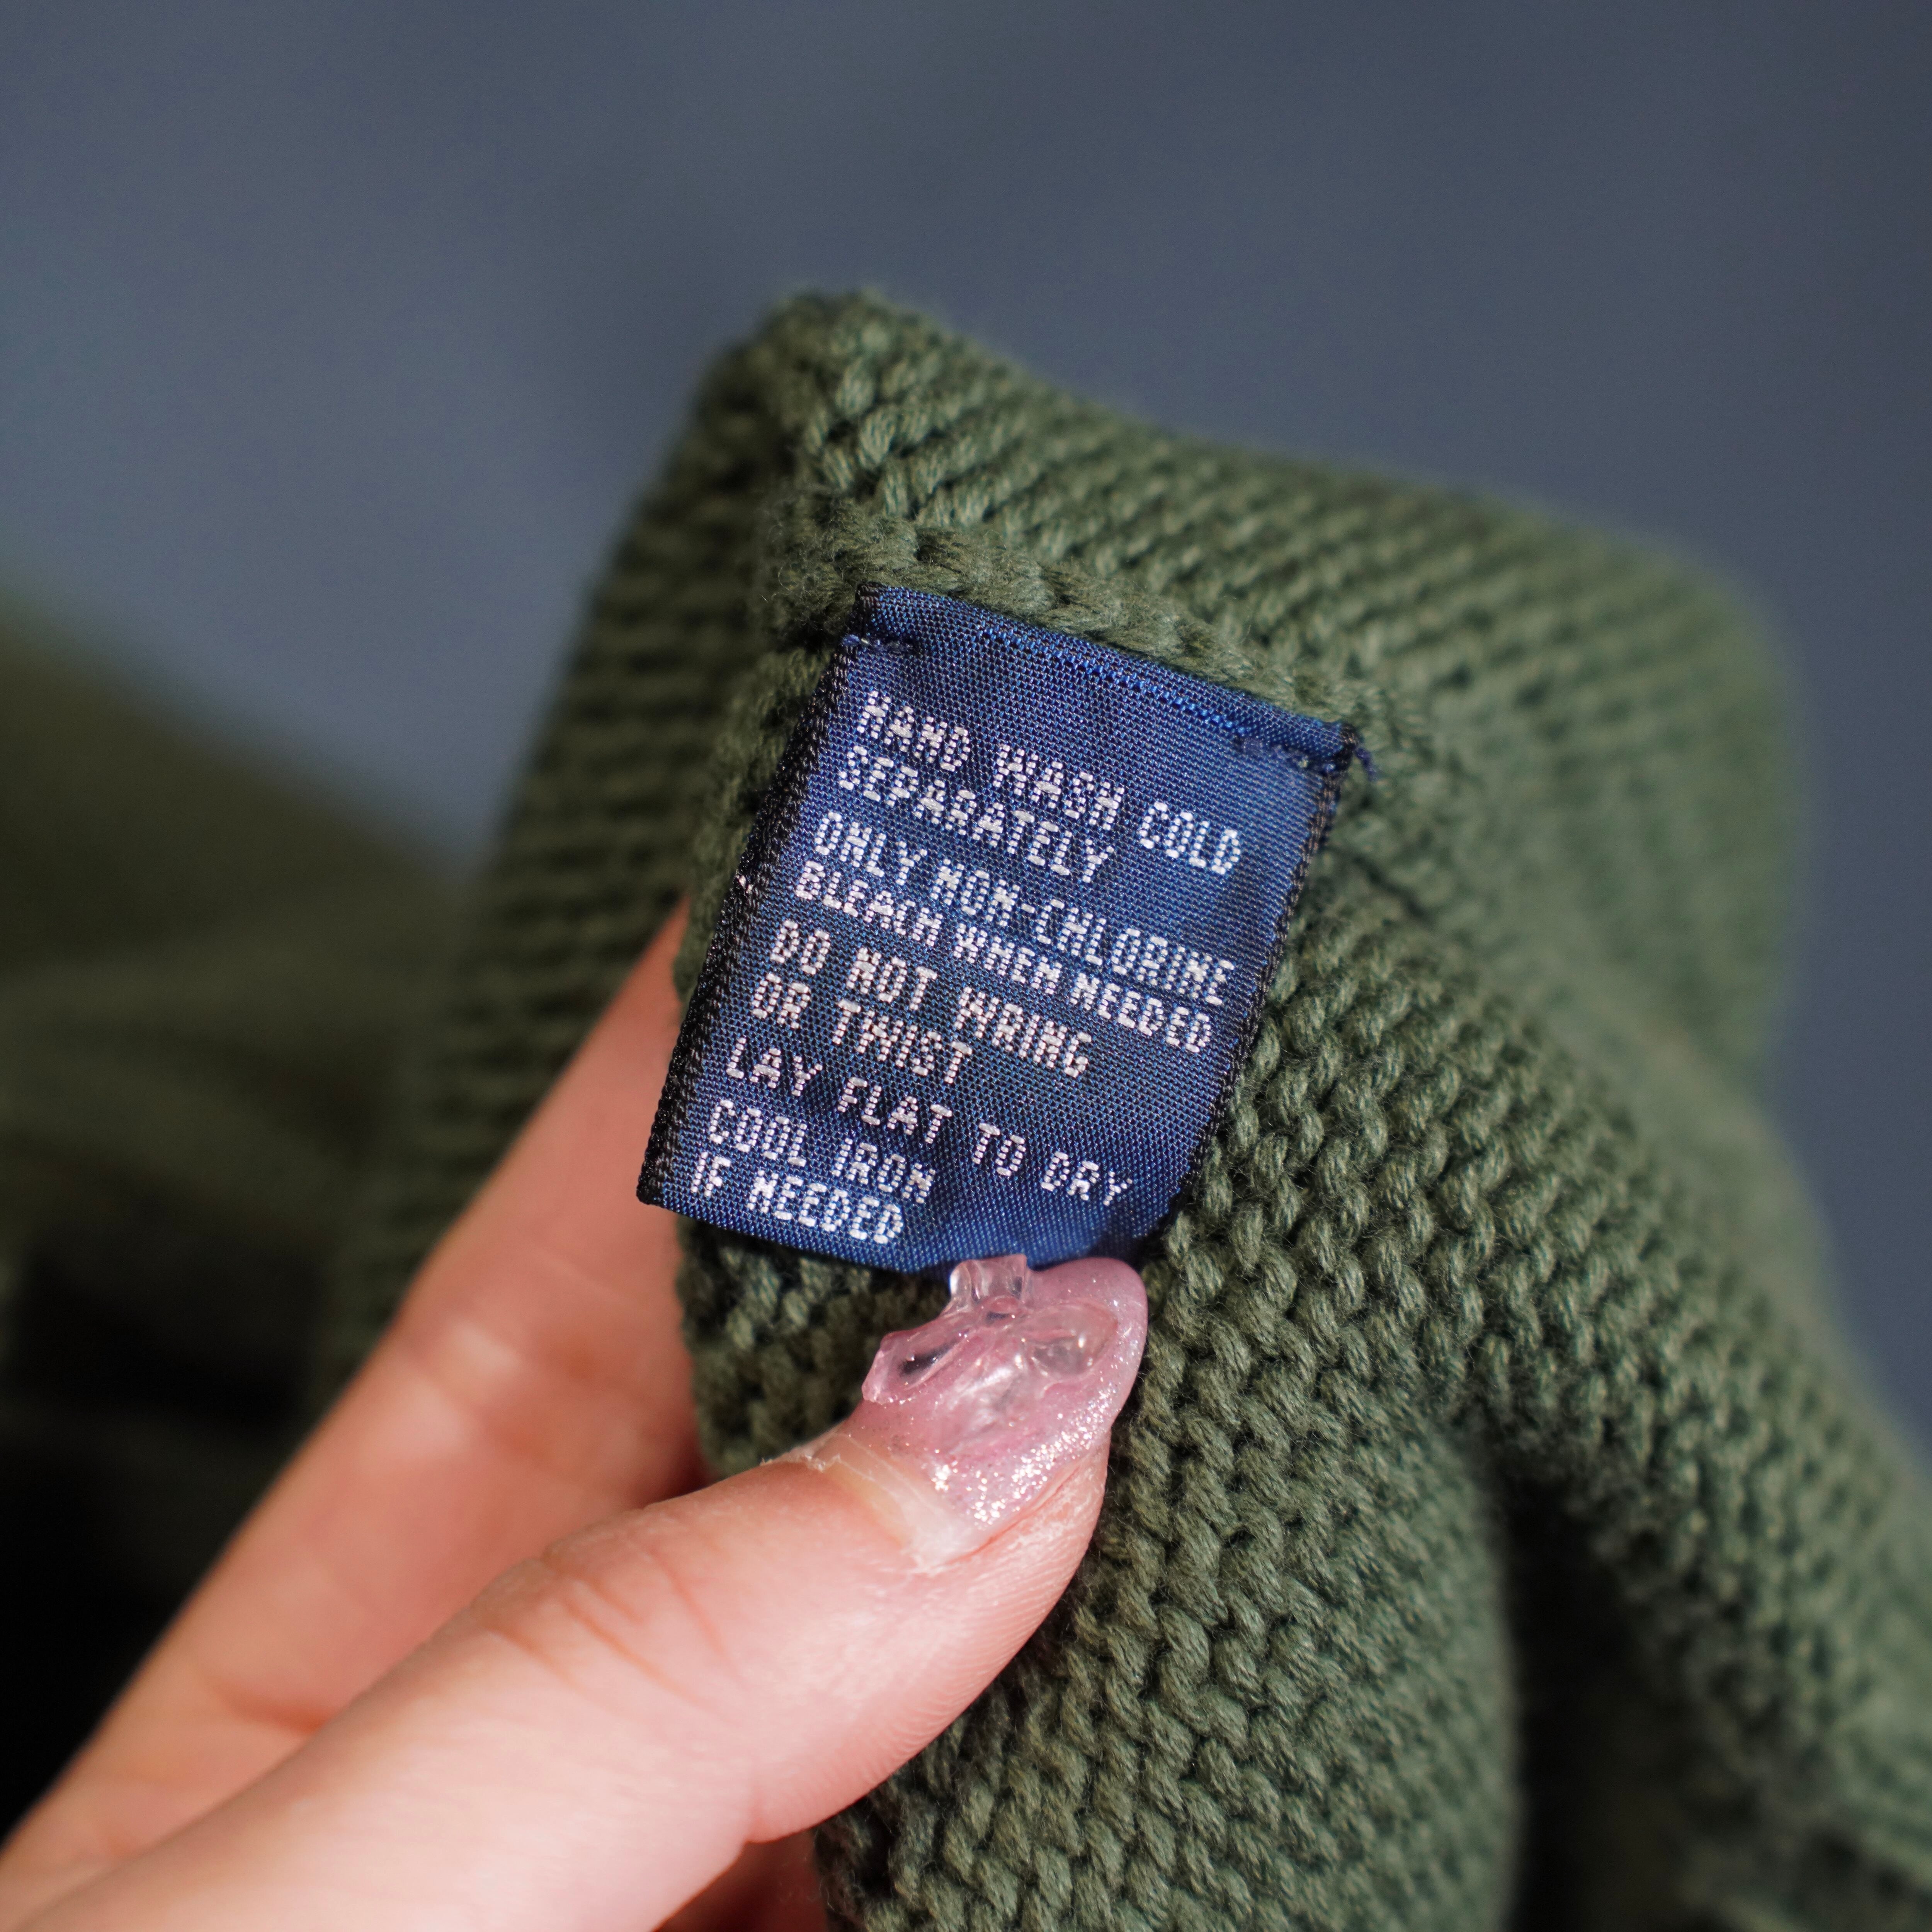 HAND WASH COLD
SEPARATELY
ONLY NON-CHLORINE
BLEACH WHEN NEEDED
DO NOT WRING
OR TWIST
LAY FLAT TO DRY
COOL IRON
IF NEEDED